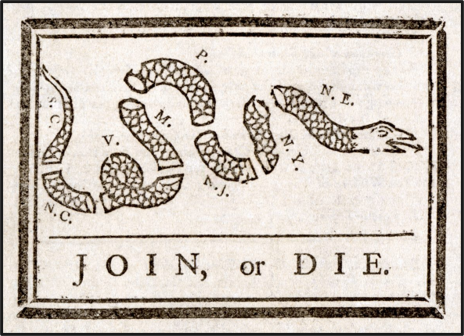 P.
N. E.
S. C.
M.
V.
N. Y.
N. J.
N. C.
JOIN, or DIE.